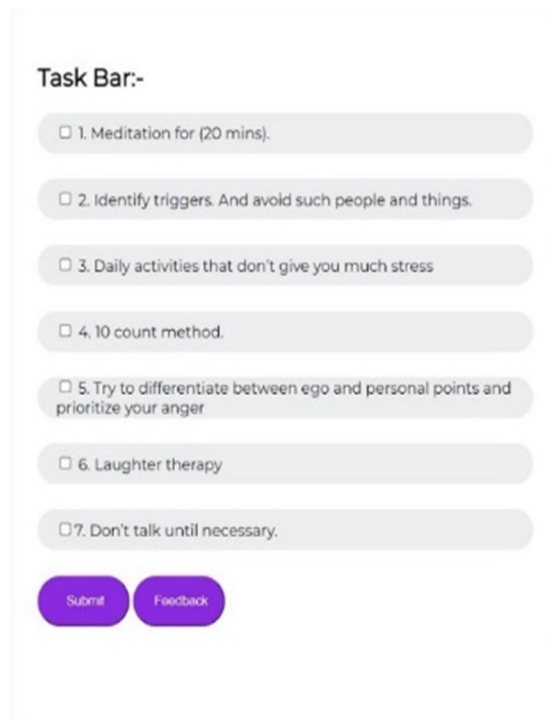 Task Bar:-
1. Meditation for (20 mins).
2. Identify triggers. And avoid such people and things.
3. Daily activities that don't give you much stress
4. 10 count method.
5. Try to differentiate between ego and personal points and
prioritize your anger
6. Laughter therapy
7. Don't talk until necessary.
Submit Feedback